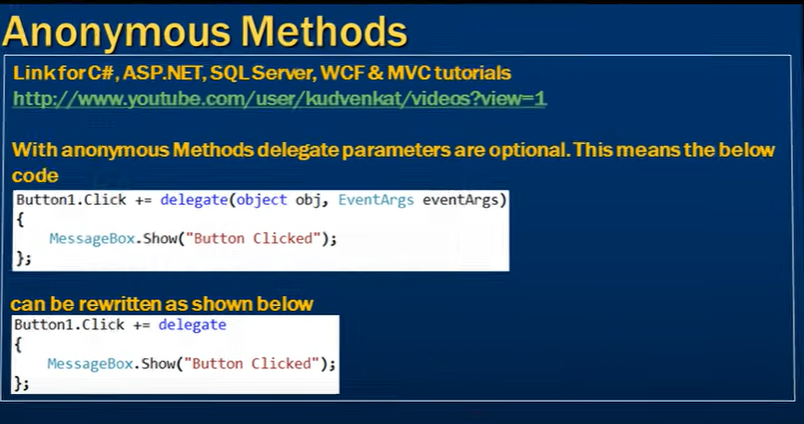 Anonymous Methods
Link for C#, ASP.NET, SQL Server, WCF & MVC tutorials
http://www.youtube.com/user/kudvenkat/videos?view=1
With anonymous Methods delegate parameters are optional. This means the below
code
Button1.Click += delegate(object obj, EventArgs eventArgs)
{
    MessageBox.Show("Button Clicked");
};
can be rewritten as shown below
Button1.Click += delegate
{
    MessageBox.Show("Button Clicked");
};